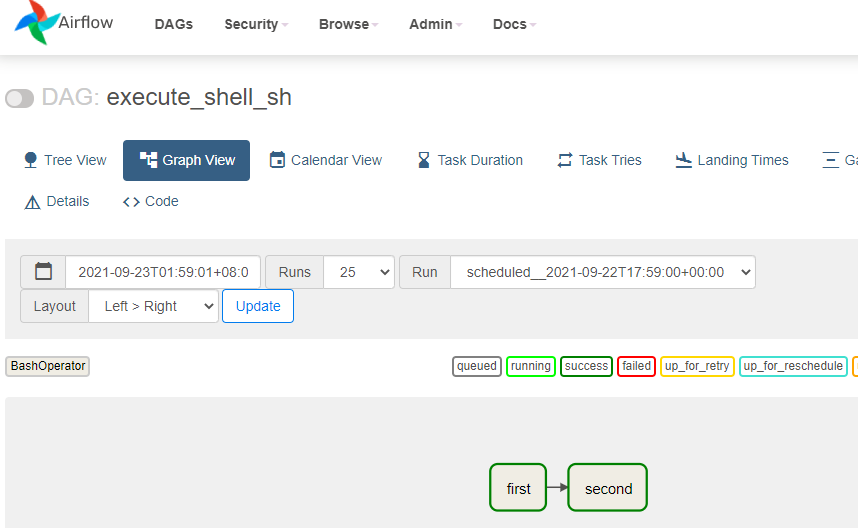 Airflow DAGs Security Browse Admin Docs
DAG: execute_shell_sh
Tree View Graph View Calendar View Task Duration Task Tries Landing Times
Details Code
2021-09-23T01:59:01+08:0 Runs 25 Run scheduled__2021-09-22T17:59:00+00:00
Layout Left > Right Update
BashOperator queued running success failed up_for_retry up_for_reschedule
first second